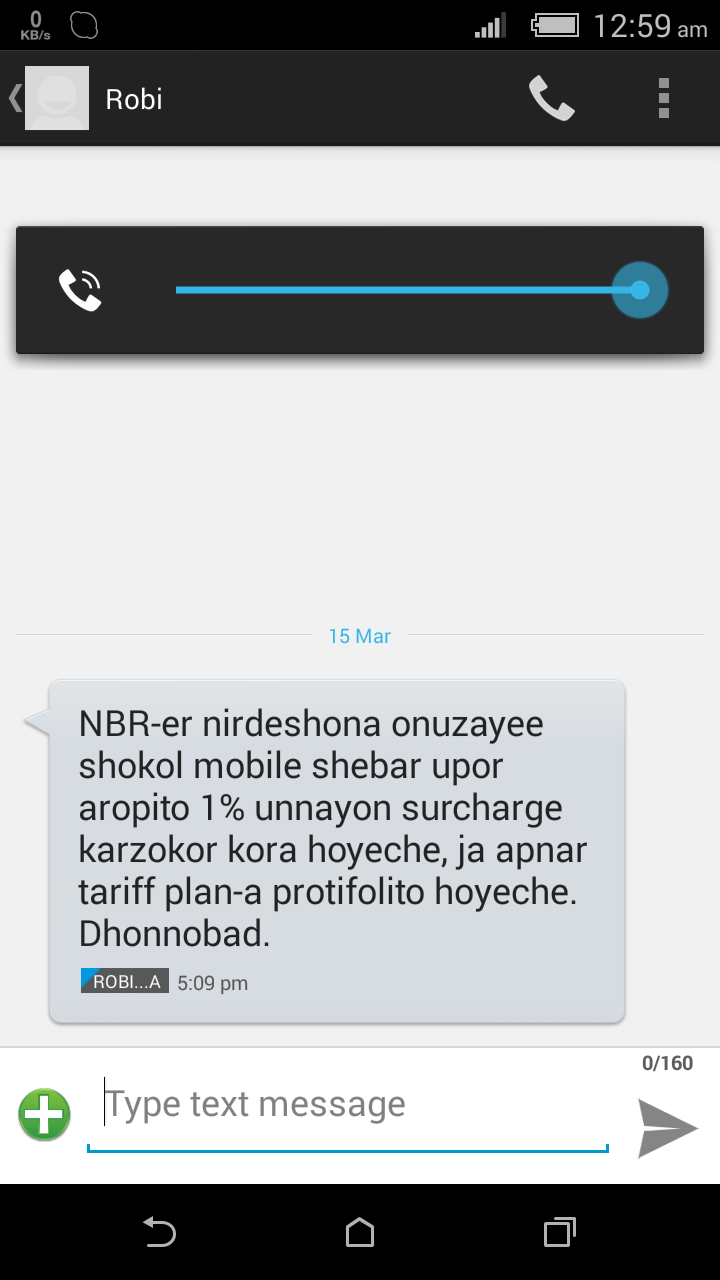 0
KB/s
12:59 am
Robi
15 Mar
NBR-er nirdeshona onuzayee
shokol mobile shebar upor
aropito 1% unnayon surcharge
karzokor kora hoyeche, ja apnar
tariff plan-a protifolito hoyeche.
Dhonnobad.
ROBI...A 5:09 pm
0/160
Type text message